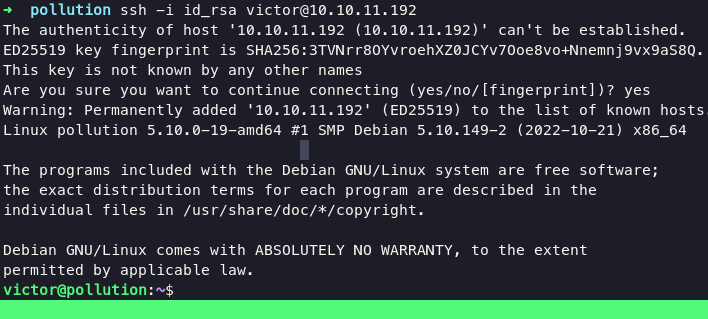 ➜ pollution ssh -i id_rsa victor@10.10.11.192
The authenticity of host '10.10.11.192 (10.10.11.192)' can't be established.
ED25519 key fingerprint is SHA256:3TVNrr8OYvroehXZ0JCYv7Ooe8vo+Nnemnj9vx9aS8Q.
This key is not known by any other names
Are you sure you want to continue connecting (yes/no/[fingerprint])? yes
Warning: Permanently added '10.10.11.192' (ED25519) to the list of known hosts.
Linux pollution 5.10.0-19-amd64 #1 SMP Debian 5.10.149-2 (2022-10-21) x86_64
The programs included with the Debian GNU/Linux system are free software;
the exact distribution terms for each program are described in the
individual files in /usr/share/doc/*/copyright.
Debian GNU/Linux comes with ABSOLUTELY NO WARRANTY, to the extent
permitted by applicable law.
victor@pollution:~$